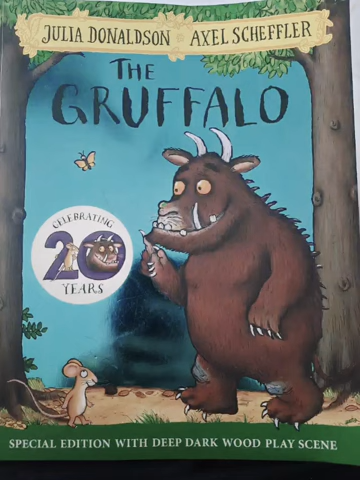 JULIA DONALDSON AXEL SCHEFFLER
THE
GRUFFALO
CELEBRATING
20
YEARS
SPECIAL EDITION WITH DEEP DARK WOOD PLAY SCENE